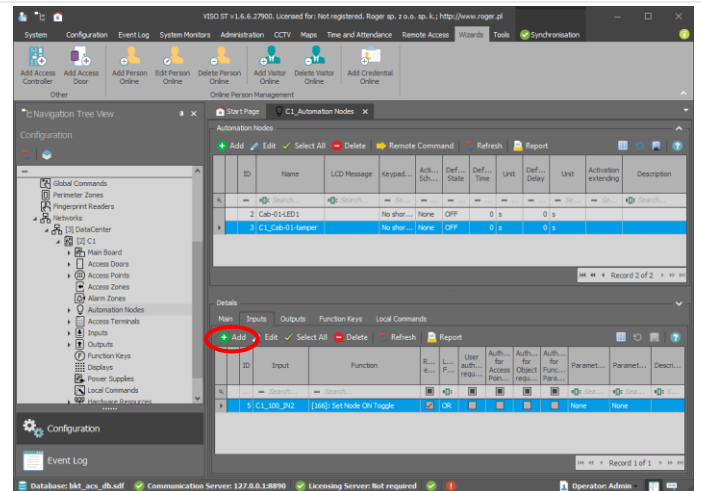 VISO ST v1.6.6.27900. Licensed for: Not registered. Roger sp. z o.o. sp. k.; http://www.roger.pl
System Configuration Event Log System Monitors Administration CCTV Maps Time and Attendance Remote Access Wizards Tools Synchronisation
Add Access Controller
Add Access Door
Add Person Online
Edit Person Online
Delete Person Online
Add Visitor Online
Delete Visitor Online
Add Credential Online
Other Online Person Management
Navigation Tree View
Configuration
Global Commands
Perimeter Zones
Fingerprint Readers
Networks
[3] DataCenter
[2] C1
Main Board
Access Doors
Access Points
Access Zones
Alarm Zones
Automation Nodes
Access Terminals
Inputs
Outputs
Function Keys
Displays
Power Supplies
Local Commands
Hardware Resources
Configuration
Event Log
Start Page C1_Automation Nodes
Automation Nodes
Add Edit Select All Delete Remote Command Refresh Report
ID Name LCD Message Keypad... Acti... Sch... Def... State Def... Time Unit Def... Delay Unit Activation extending Description
Search... Search... Search...
2 Cab-01-LED1 No shor... None OFF 0 s 0 s
3 C1_Cab-01-tamper No shor... None OFF 0 s 0 s
Record 2 of 2
Details
Main Inputs Outputs Function Keys Local Commands
Add Edit Select All Delete Refresh Report
ID Input Function R... e... L... F... User auth... requ... Auth... for Access Poin... Auth... for Object requ... Auth... for Func... Para... Paramet... Paramet... Descri...
Search... Search...
5 C1_100_IN2 [166]: Set Node ON Toggle OR None None
Record 1 of 1
Database: bkt_acs_db.sdf Communication Server: 127.0.0.1:8890 Licensing Server: Not required Operator: Admin